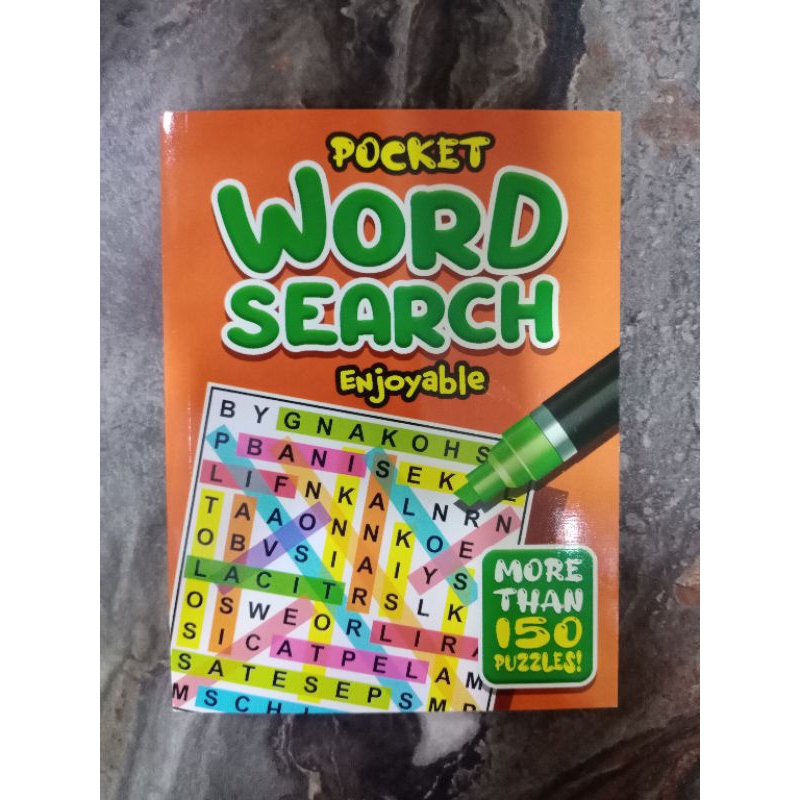 POCKET
WORD
SEARCH
Enjoyable
B Y G N A K O H S
P B A N I S E K L
L I F N K A L N R N
T A A O N N K O E
O B V S I A I Y S
L A C I T R S L K
O S W E O R L I R
S I C A T P E L A M
S A T E S E P S M
M S C H
MORE
THAN
150
PUZZLES!